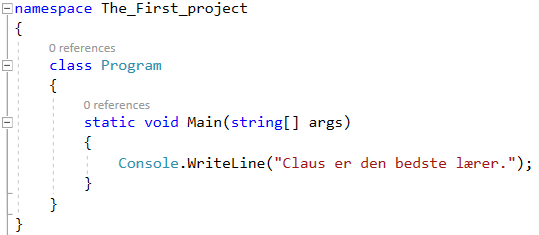 namespace The_First_project
{
0 references
class Program
{
0 references
static void Main(string[] args)
{
Console.WriteLine("Claus er den bedste lærer.");
}
}
}